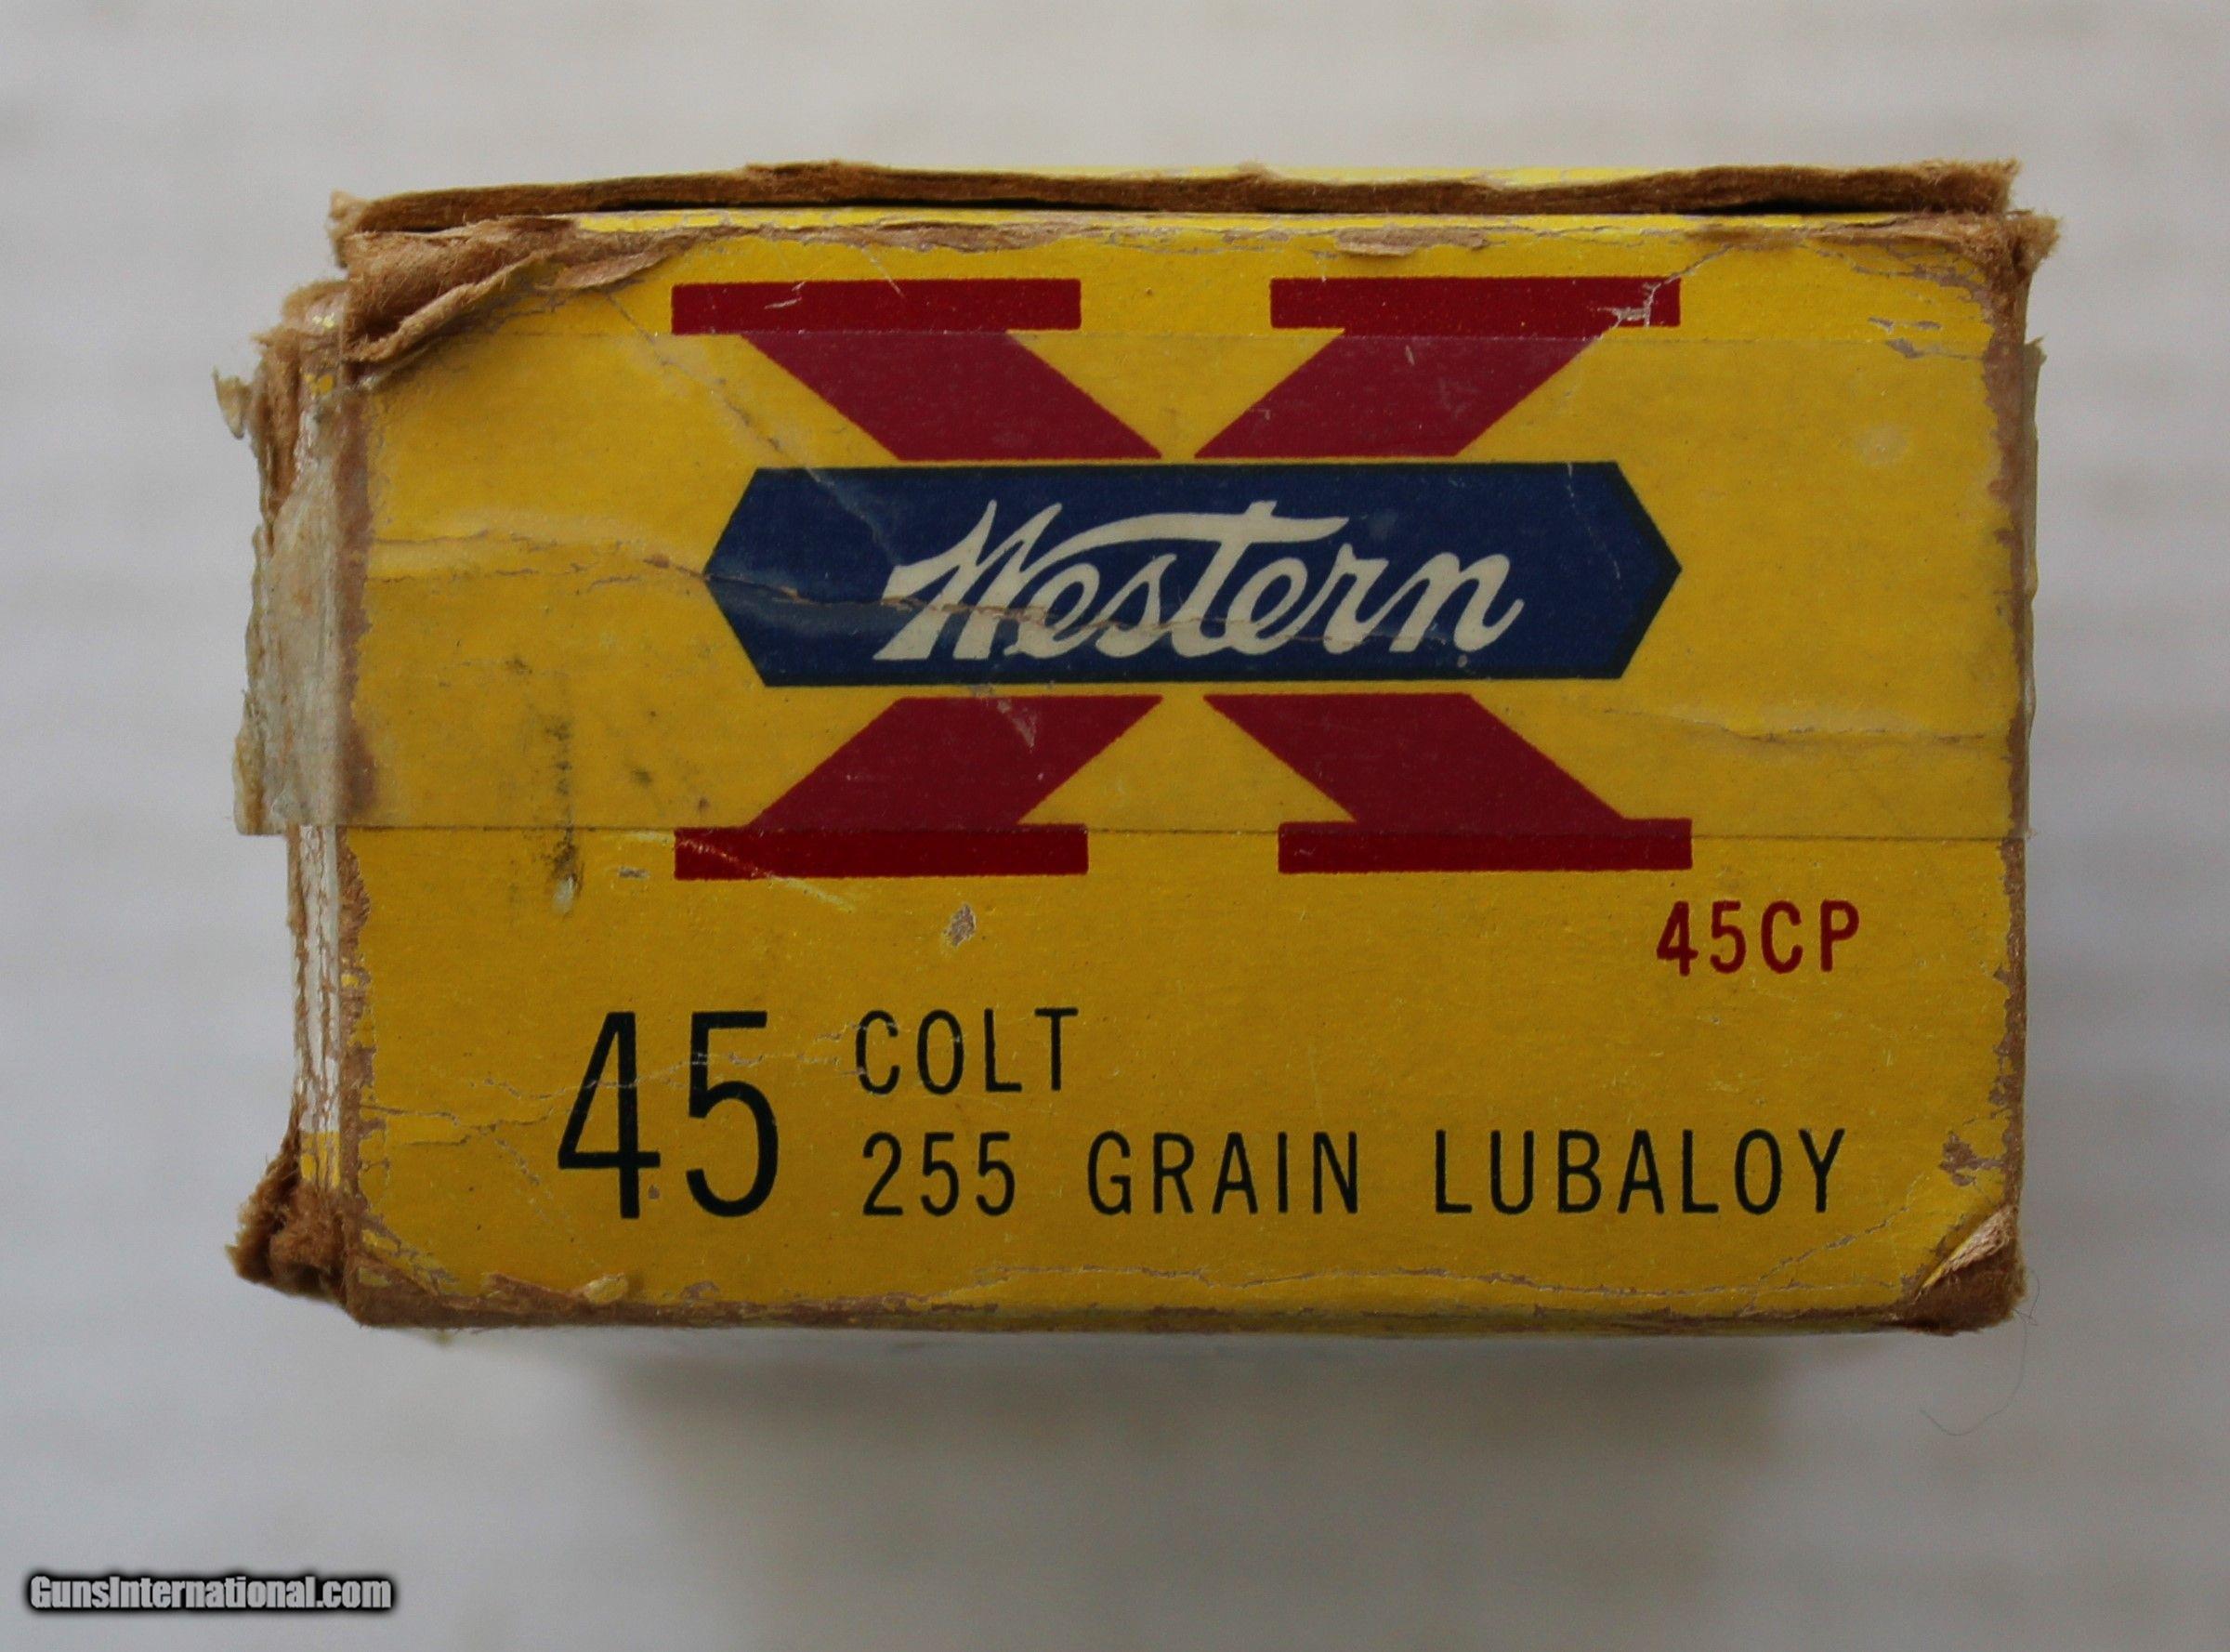 X
Western
45CP
45 COLT
255 GRAIN LUBALOY
GunsInternational.com